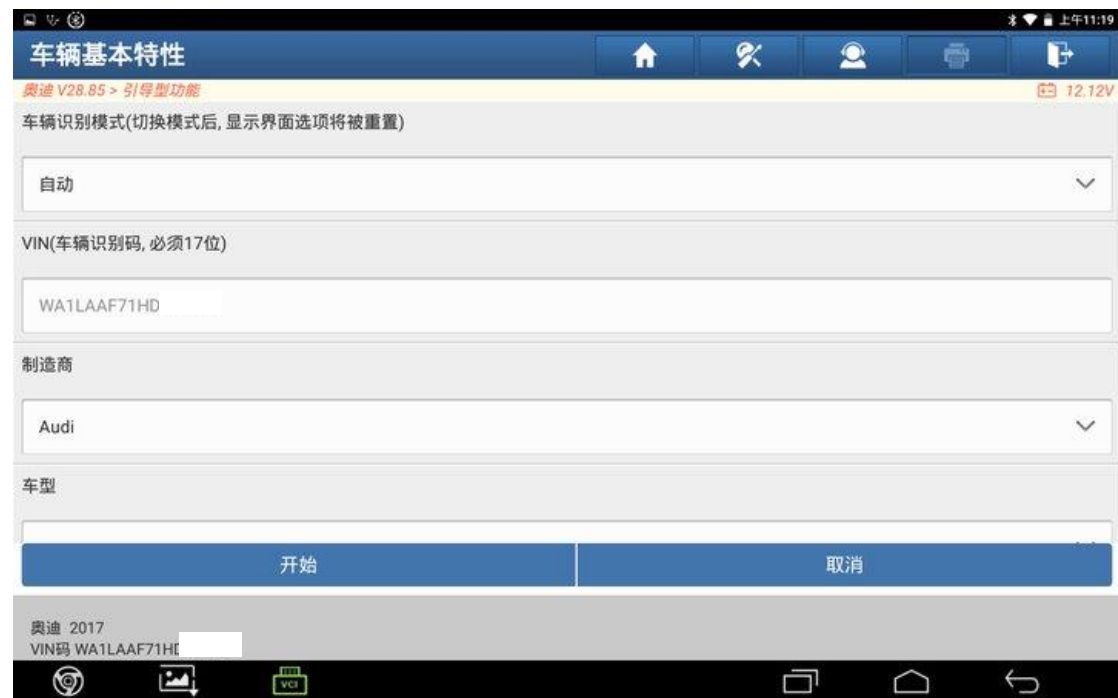 上午11:19
车辆基本特性
奥迪 V28.85 > 引导型功能
12.12V
车辆识别模式(切换模式后, 显示界面选项将被重置)
自动
VIN(车辆识别码, 必须17位)
WA1LAAF71HD
制造商
Audi
车型
开始
取消
奥迪 2017
VIN码 WA1LAAF71HD
VCI